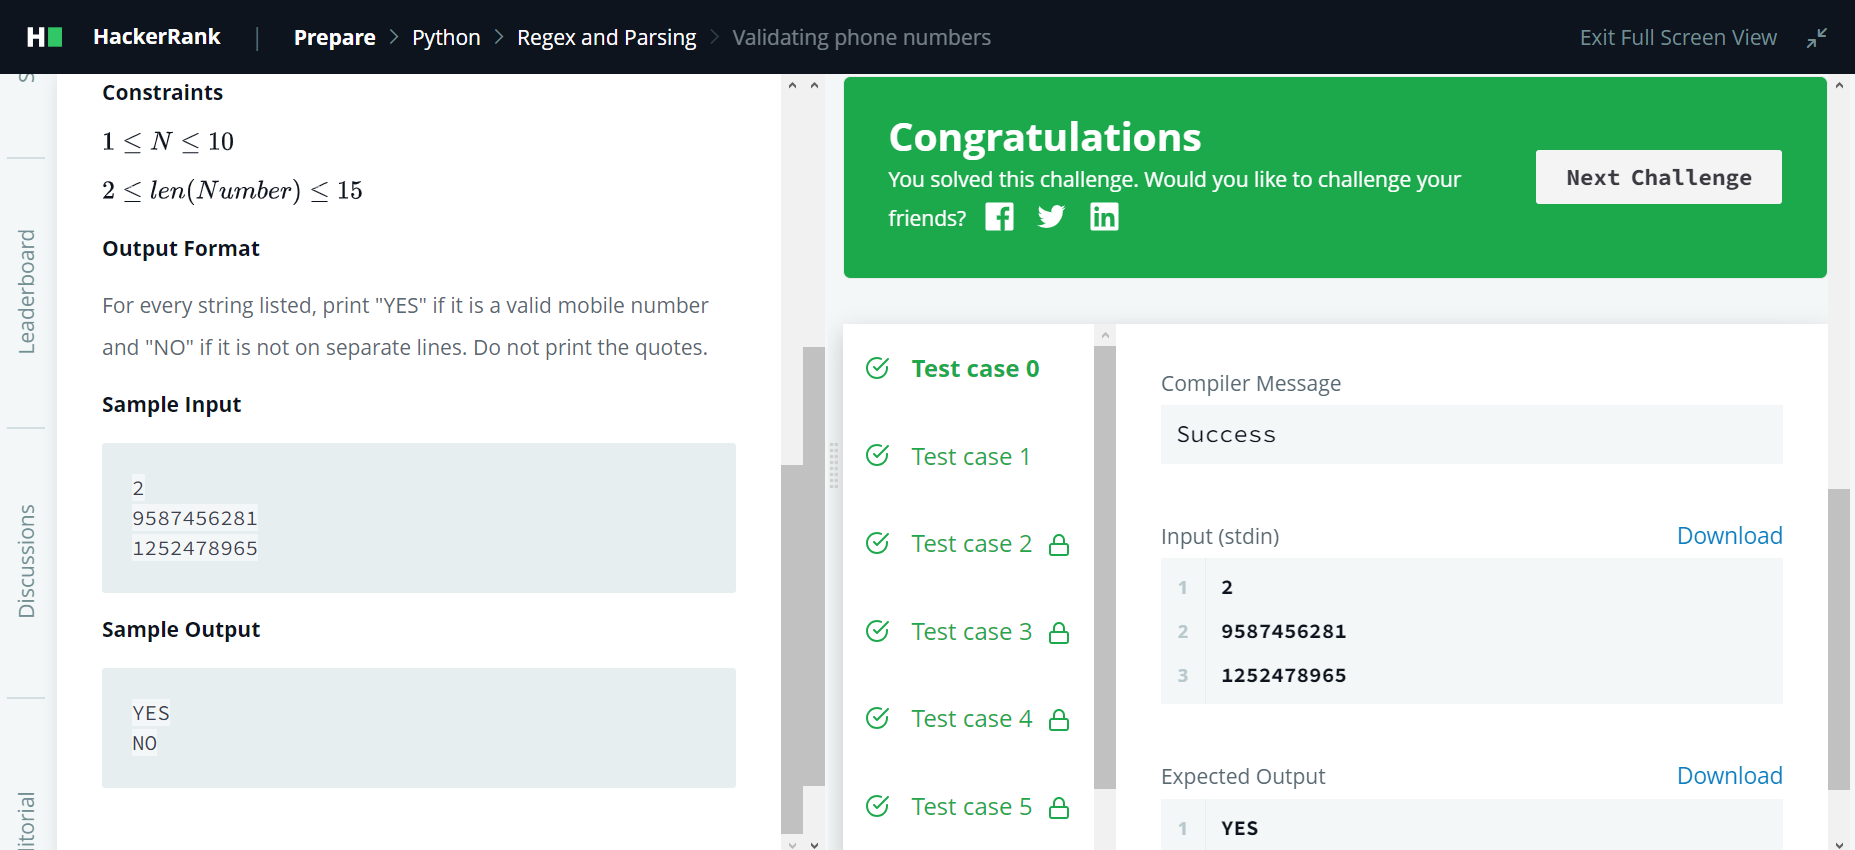 H HackerRank | Prepare > Python > Regex and Parsing > Validating phone numbers Exit Full Screen View
Leaderboard
Discussions
Constraints
1 ≤ N ≤ 10
2 ≤ len(Number) ≤ 15
Output Format
For every string listed, print "YES" if it is a valid mobile number
and "NO" if it is not on separate lines. Do not print the quotes.
Sample Input
2
9587456281
1252478965
Sample Output
YES
NO
Congratulations
You solved this challenge. Would you like to challenge your
friends?
Next Challenge
Test case 0
Test case 1
Test case 2
Test case 3
Test case 4
Test case 5
Compiler Message
Success
Input (stdin) Download
1 2
2 9587456281
3 1252478965
Expected Output Download
1 YES